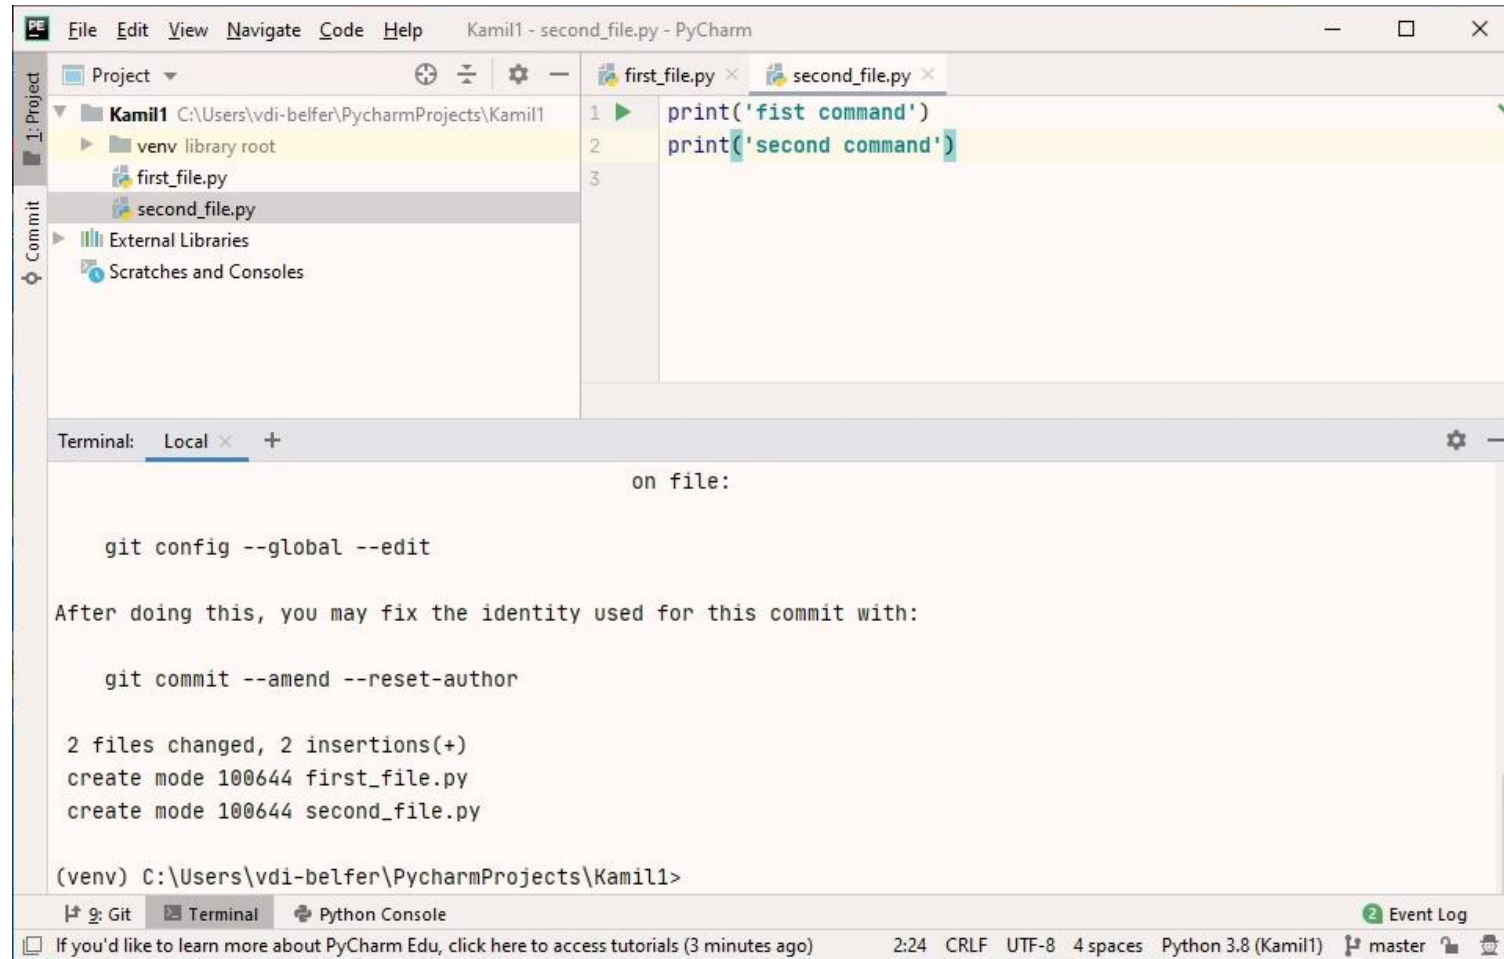 PE File Edit View Navigate Code Help Kamil1 - second_file.py - PyCharm
1: Project
Commit
Project
Kamil1 C:\Users\vdi-belfer\PycharmProjects\Kamil1
venv library root
first_file.py
second_file.py
External Libraries
Scratches and Consoles
first_file.py second_file.py
1 print('fist command')
2 print('second command')
3
Terminal: Local +
on file:
git config --global --edit
After doing this, you may fix the identity used for this commit with:
git commit --amend --reset-author
2 files changed, 2 insertions(+)
create mode 100644 first_file.py
create mode 100644 second_file.py
(venv) C:\Users\vdi-belfer\PycharmProjects\Kamil1>
9: Git Terminal Python Console 2 Event Log
If you'd like to learn more about PyCharm Edu, click here to access tutorials (3 minutes ago) 2:24 CRLF UTF-8 4 spaces Python 3.8 (Kamil1) master